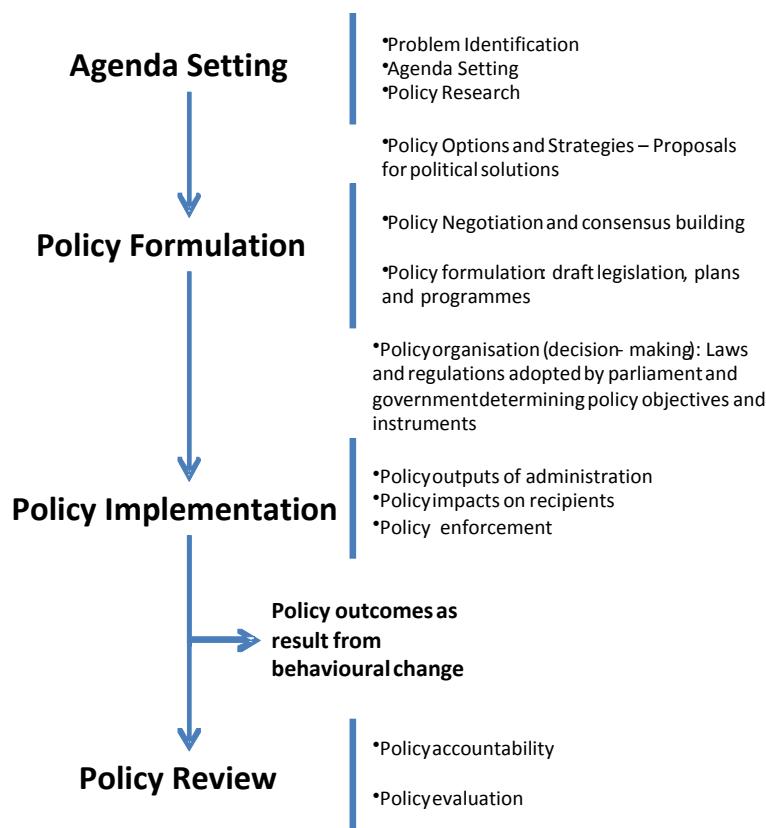 Agenda Setting
•Problem Identification
•Agenda Setting
•Policy Research
•Policy Options and Strategies – Proposals
for political solutions
Policy Formulation
•Policy Negotiation and consensus building
•Policy formulation: draft legislation, plans
and programmes
•Policy organisation (decision- making): Laws
and regulations adopted by parliament and
government determining policy objectives and
instruments
Policy Implementation
•Policy outputs of administration
•Policy impacts on recipients
•Policy enforcement
Policy outcomes as
result from
behavioural change
Policy Review
•Policy accountability
•Policy evaluation